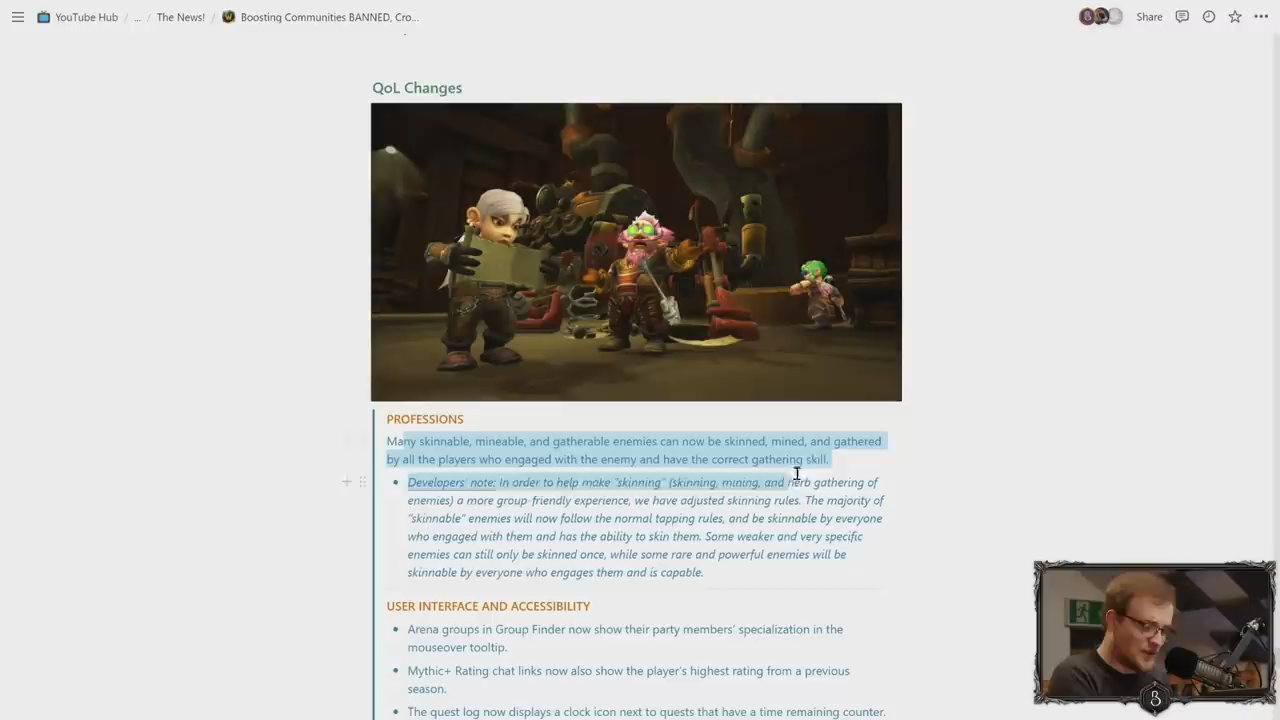 YouTube Hub / ... / The News! / Boosting Communities BANNED, Cro...
Share
QoL Changes
PROFESSIONS
Many skinnable, mineable, and gatherable enemies can now be skinned, mined, and gathered
by all the players who engaged with the enemy and have the correct gathering skill.
• Developers' note: In order to help make "skinning" (skinning, mining, and herb gathering of
enemies) a more group-friendly experience, we have adjusted skinning rules. The majority of
"skinnable" enemies will now follow the normal tapping rules, and be skinnable by everyone
who engaged with them and has the ability to skin them. Some weaker and very specific
enemies can still only be skinned once, while some rare and powerful enemies will be
skinnable by everyone who engages them and is capable.
USER INTERFACE AND ACCESSIBILITY
• Arena groups in Group Finder now show their party members' specialization in the
mouseover tooltip.
• Mythic+ Rating chat links now also show the player's highest rating from a previous
season.
• The quest log now displays a clock icon next to quests that have a time remaining counter.